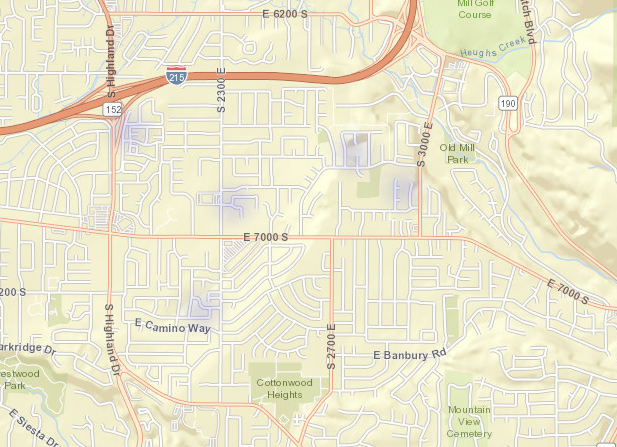 Mill Golf
Course
E 6200 S
Heughs Creek
S Highland Dr
215
S 2300 E
152
190
S 3000 E
Old Mill
Park
E 7000 S
E 7000 S
200 S
S Highland Dr
E Camino Way
S 2700 E
E Banbury Rd
arkridge Dr
restwood
Park
Cottonwood
Heights
Mountain
View
Cemetery
E Siesta Dr